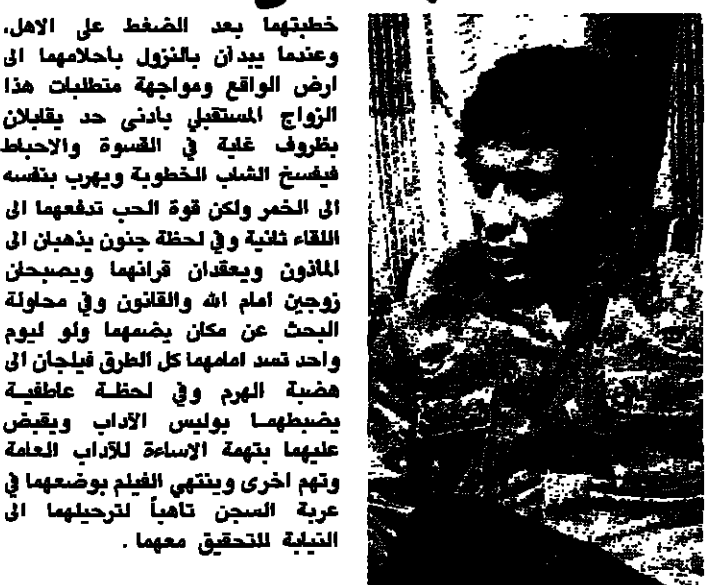 خطبتهما بعد الضغط على الاهل،
وعندما يبدآن بالنزول بأحلامهما الى
ارض الواقع ومواجهة متطلبات هذا
الزواج المستقبلي بادنى حد يقابلان
بظروف غاية في القسوة والاحباط
فيفسخ الشاب الخطوبة ويهرب بنفسه
الى الخمر ولكن قوة الحب تدفعهما الى
اللقاء ثانية وفي لحظة جنون يذهبان الى
المأذون ويعقدان قرانهما ويصبحان
زوجين امام الله والقانون وفي محاولة
البحث عن مكان يضمهما ولو ليوم
واحد تسد امامهما كل الطرق فيلجأن الى
هضبة الهرم وفي لحظة عاطفية
يضبطهما بوليس الآداب ويقبض
عليهما بتهمة الاساءة للآداب العامة
وتهم اخرى وينتهي الفيلم بوضعهما في
عربة السجن تاهباً لترحيلهما الى
النيابة للتحقيق معهما .